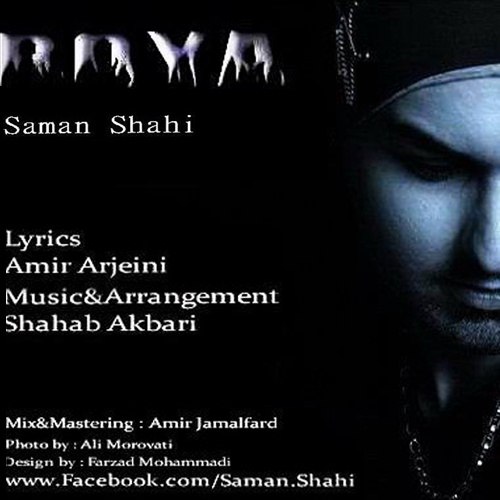 ROYA
Saman Shahi
Lyrics
Amir Arjeini
Music&Arrangement
Shahab Akbari
Mix&Mastering : Amir Jamalfard
Photo by : Ali Morovati
Design by : Farzad Mohammadi
www.Facebook.com/Saman.Shahi